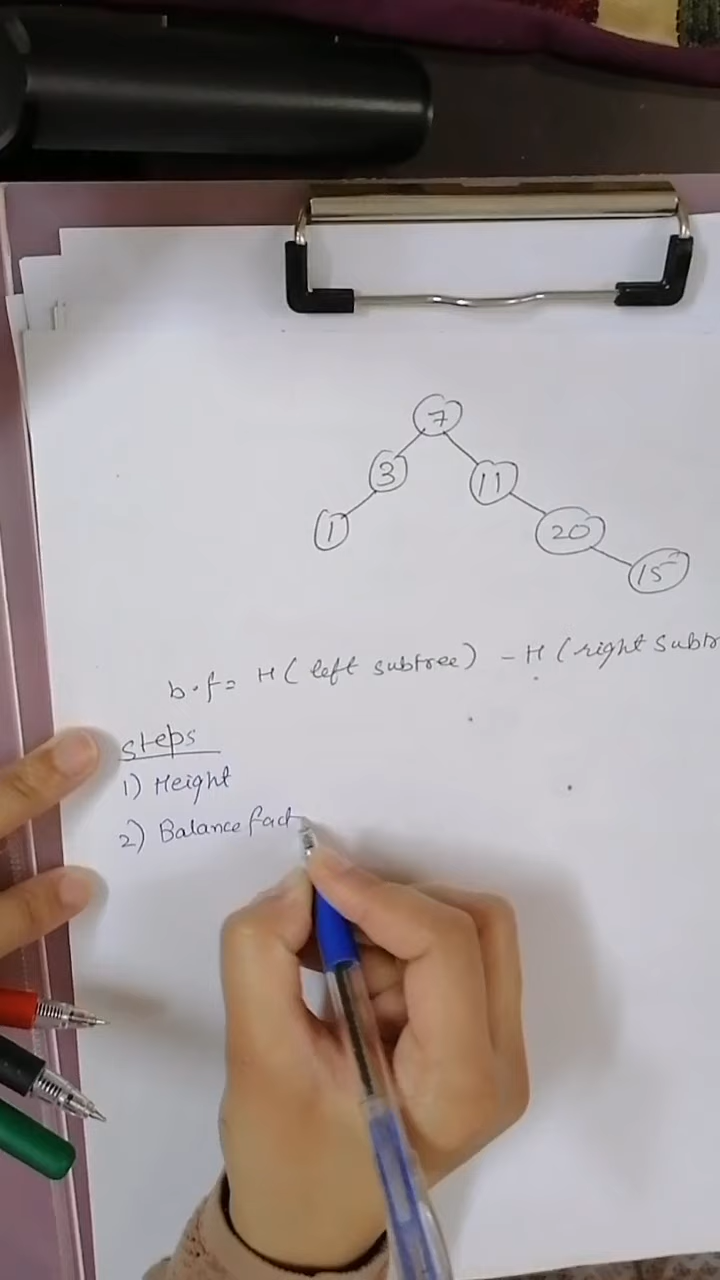 7
3
11
1
20
15
b.f= H(left subtree) - H(right subtr
steps
1) Height
2) Balance fact